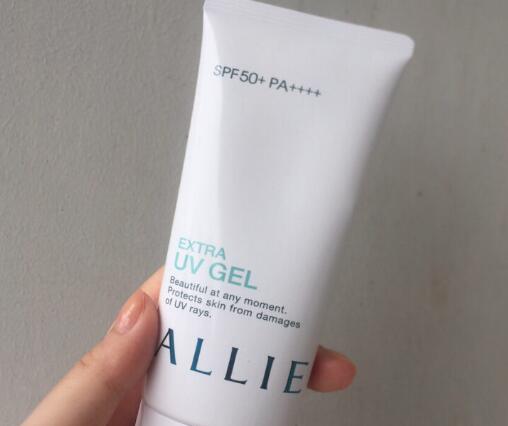 SPF50+ PA++++
EXTRA
UV GEL
Beautiful at any moment.
Protects skin from damages
of UV rays.
ALLIE